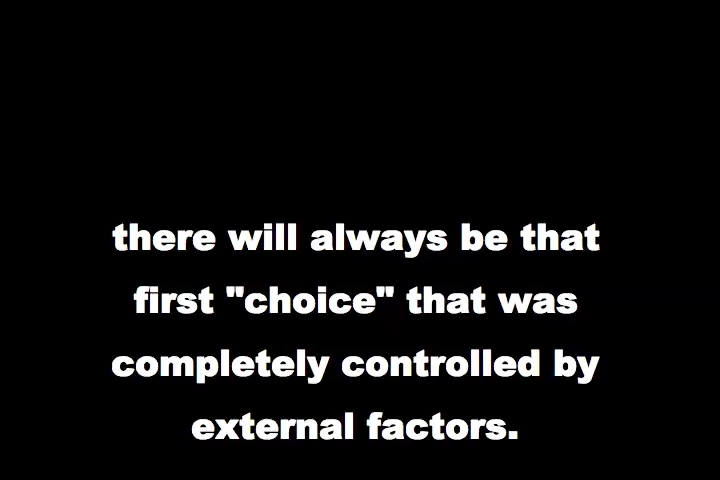 there will always be that
first "choice" that was
completely controlled by
external factors.